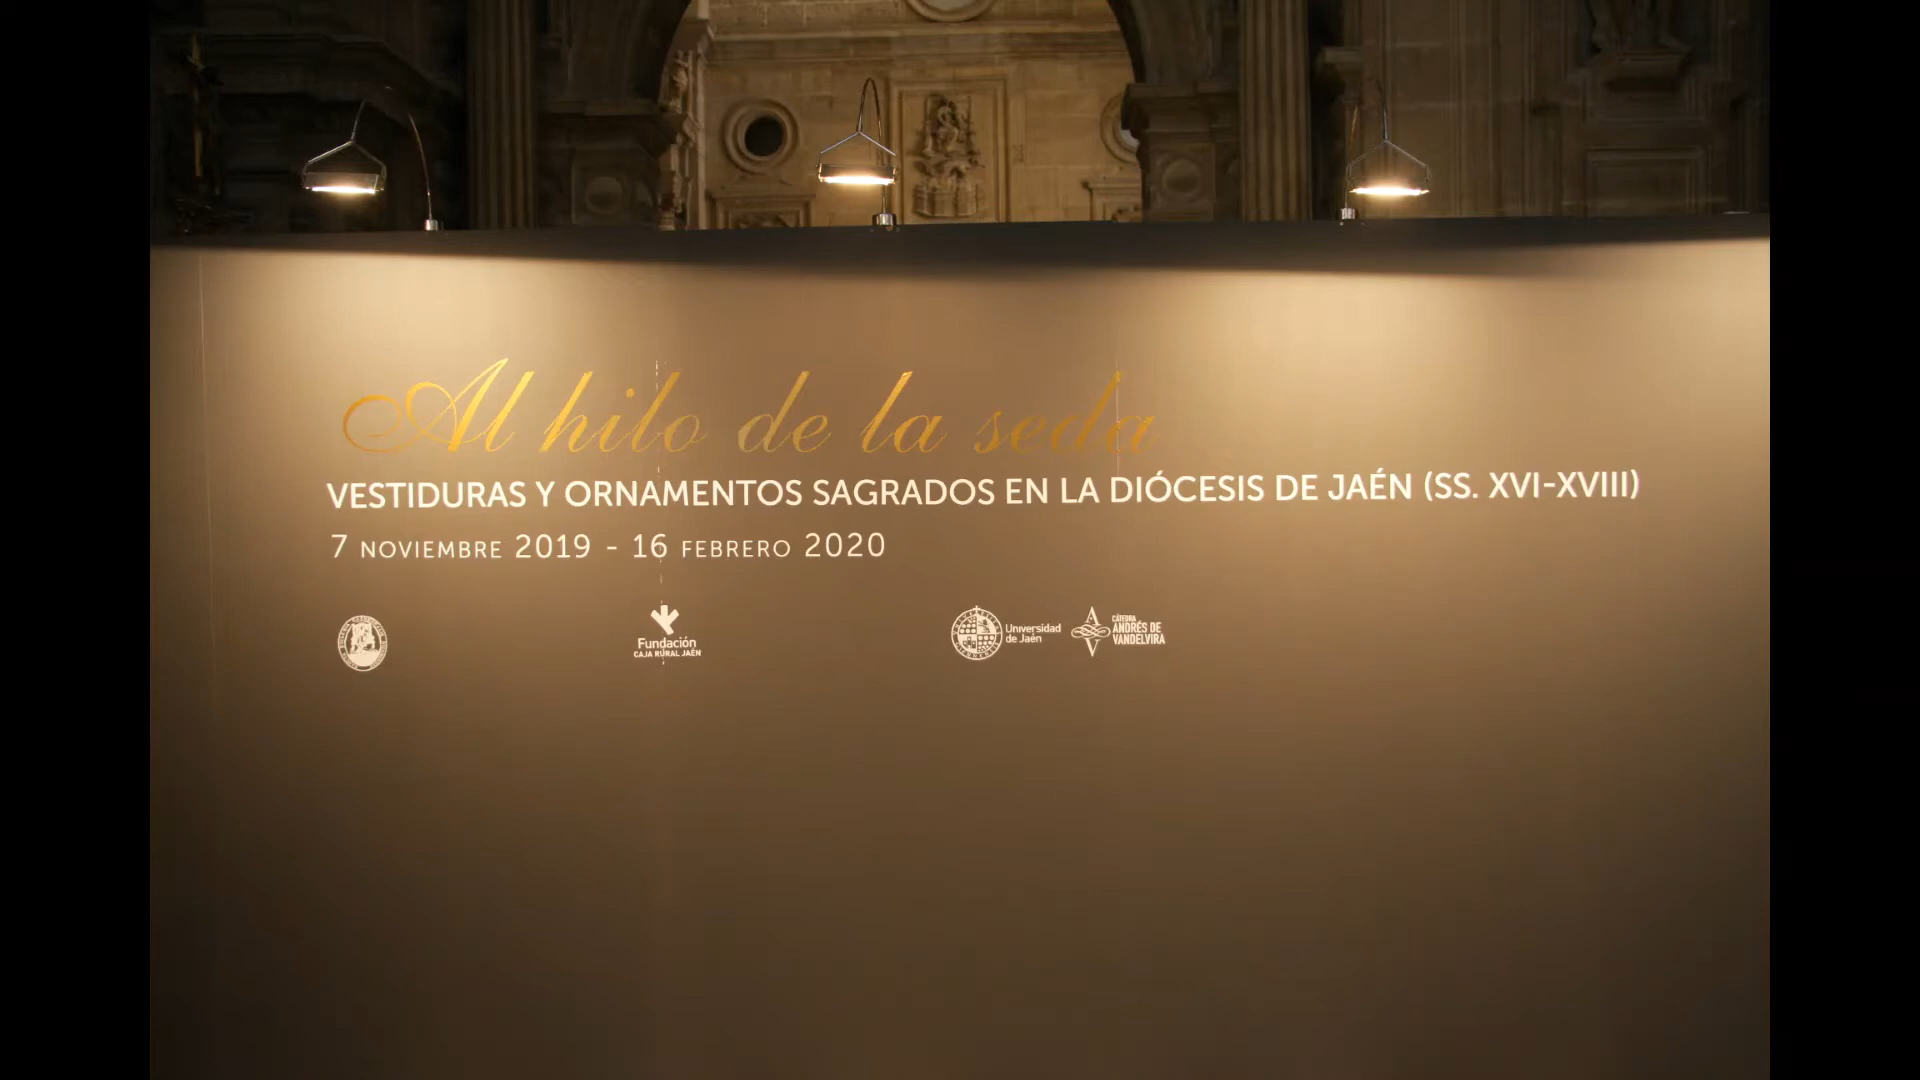 Al hilo de la seda
VESTIDURAS Y ORNAMENTOS SAGRADOS EN LA DIÓCESIS DE JAÉN (SS. XVI-XVIII)
7 NOVIEMBRE 2019 - 16 FEBRERO 2020
Fundación
CAJA RURAL JAÉN
Universidad
de Jaén
CÁTEDRA
ANDRÉS DE
VANDELVIRA